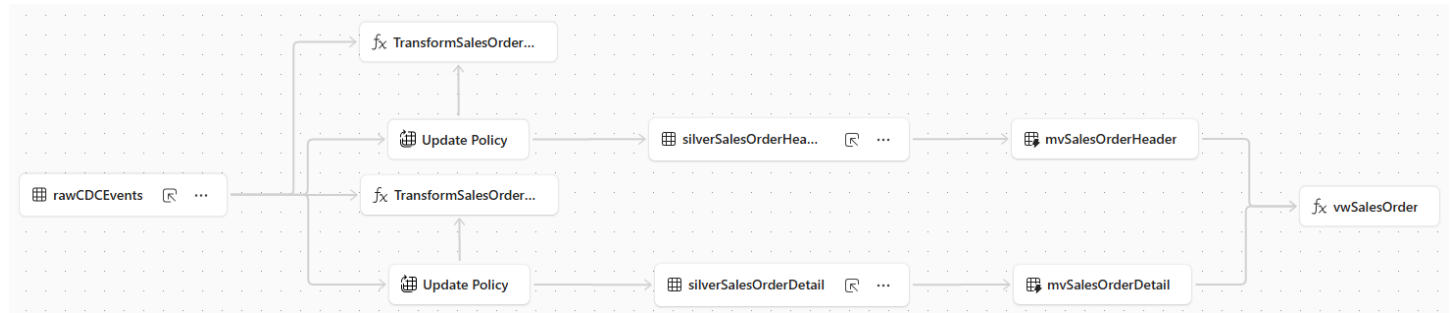 TransformSalesOrder...
Update Policy
silverSalesOrderHea...
mvSalesOrderHeader
rawCDCEvents
TransformSalesOrder...
vwSalesOrder
Update Policy
silverSalesOrderDetail
mvSalesOrderDetail